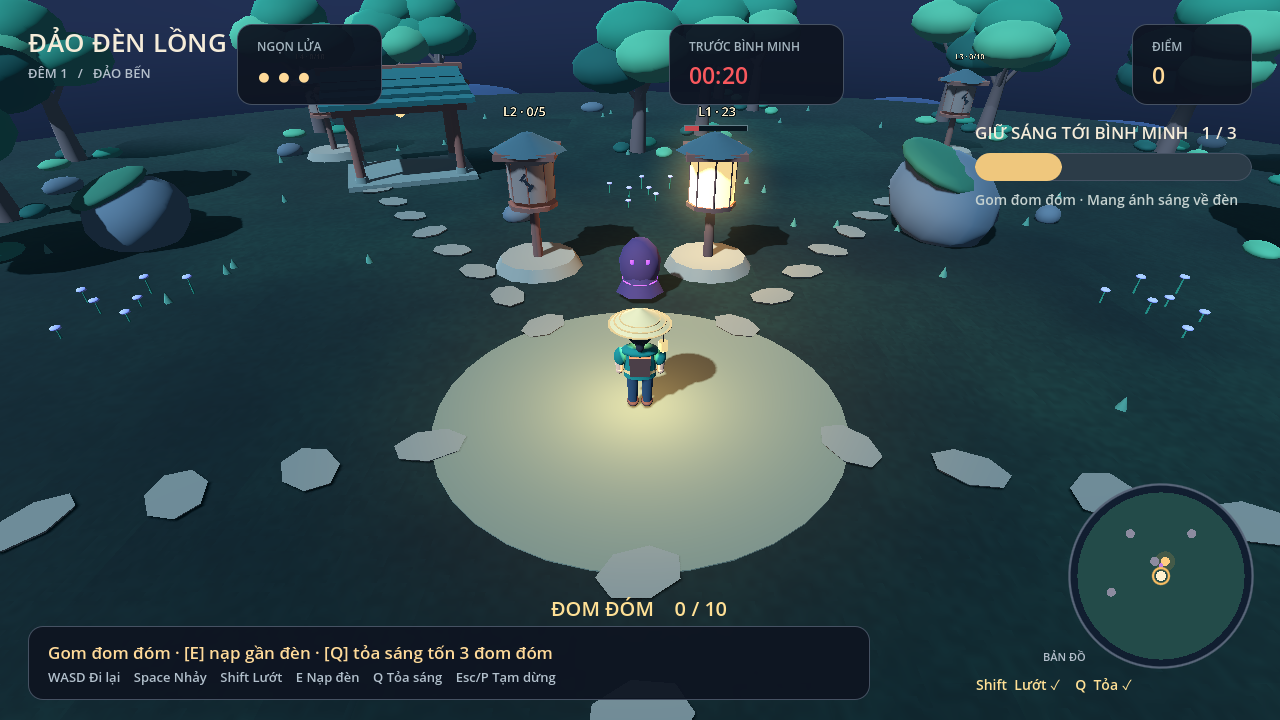 ĐẢO ĐÈN LỒNG
ĐÊM 1 / ĐẢO BẾN
NGỌN LỬA
TRƯỚC BÌNH MINH
00:20
ĐIỂM
0
L2 · 0/5
L1 · 23
L3 · 0/10
GIỮ SÁNG TỚI BÌNH MINH 1 / 3
Gom đom đóm · Mang ánh sáng về đèn
ĐOM ĐÓM 0 / 10
Gom đom đóm · [E] nạp gần đèn · [Q] tỏa sáng tốn 3 đom đóm
WASD Đi lại Space Nhảy Shift Lướt E Nạp đèn Q Tỏa sáng Esc/P Tạm dừng
BẢN ĐỒ
Shift Lướt ✓ Q Tỏa ✓